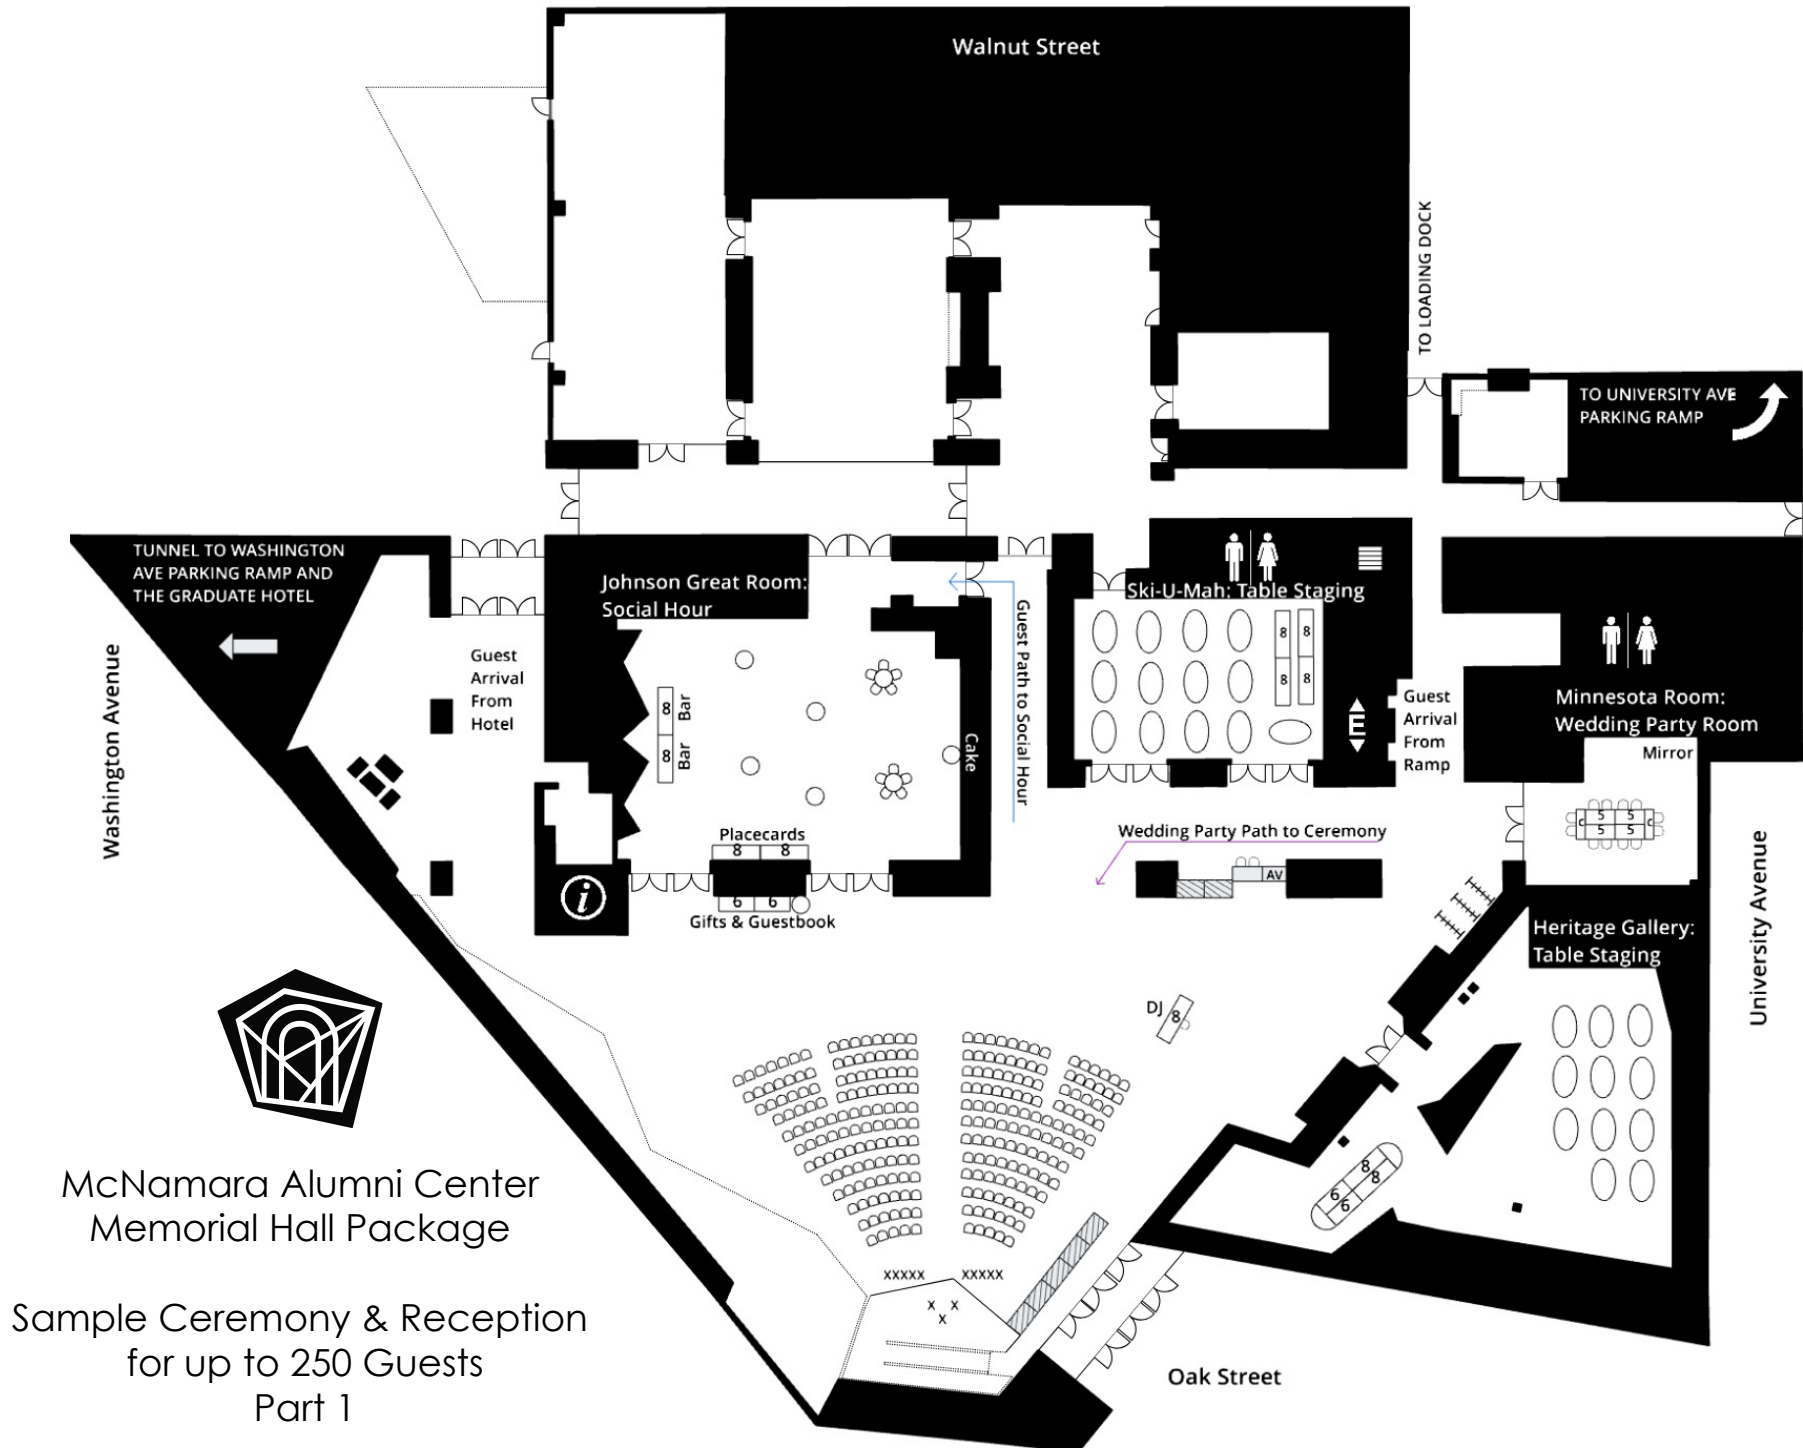 Walnut Street
TO LOADING DOCK
TO UNIVERSITY AVE
PARKING RAMP
TUNNEL TO WASHINGTON
AVE PARKING RAMP AND
THE GRADUATE HOTEL
Washington Avenue
Guest
Arrival
From
Hotel
Johnson Great Room:
Social Hour
8 Bar
8 Bar
Cake
Placecards
8 8
6 6
Gifts & Guestbook
i
Guest Path to Social Hour
Ski-U-Mah: Table Staging
8 8
8 8
E
Guest
Arrival
From
Ramp
Minnesota Room:
Wedding Party Room
Mirror
C 5 5 C
5 5
University Avenue
Wedding Party Path to Ceremony
AV
Heritage Gallery:
Table Staging
8
8
6
6
DJ 8
XXXXX XXXXX
X X
X
Oak Street
McNamara Alumni Center
Memorial Hall Package
Sample Ceremony & Reception
for up to 250 Guests
Part 1